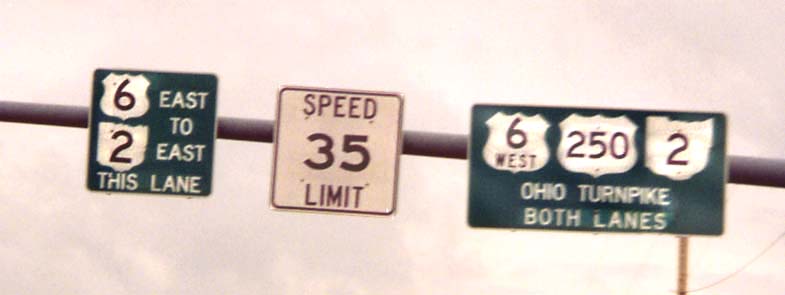 6 EAST
TO
2 EAST
THIS LANE
SPEED
35
LIMIT
6 250 2
WEST
OHIO TURNPIKE
BOTH LANES